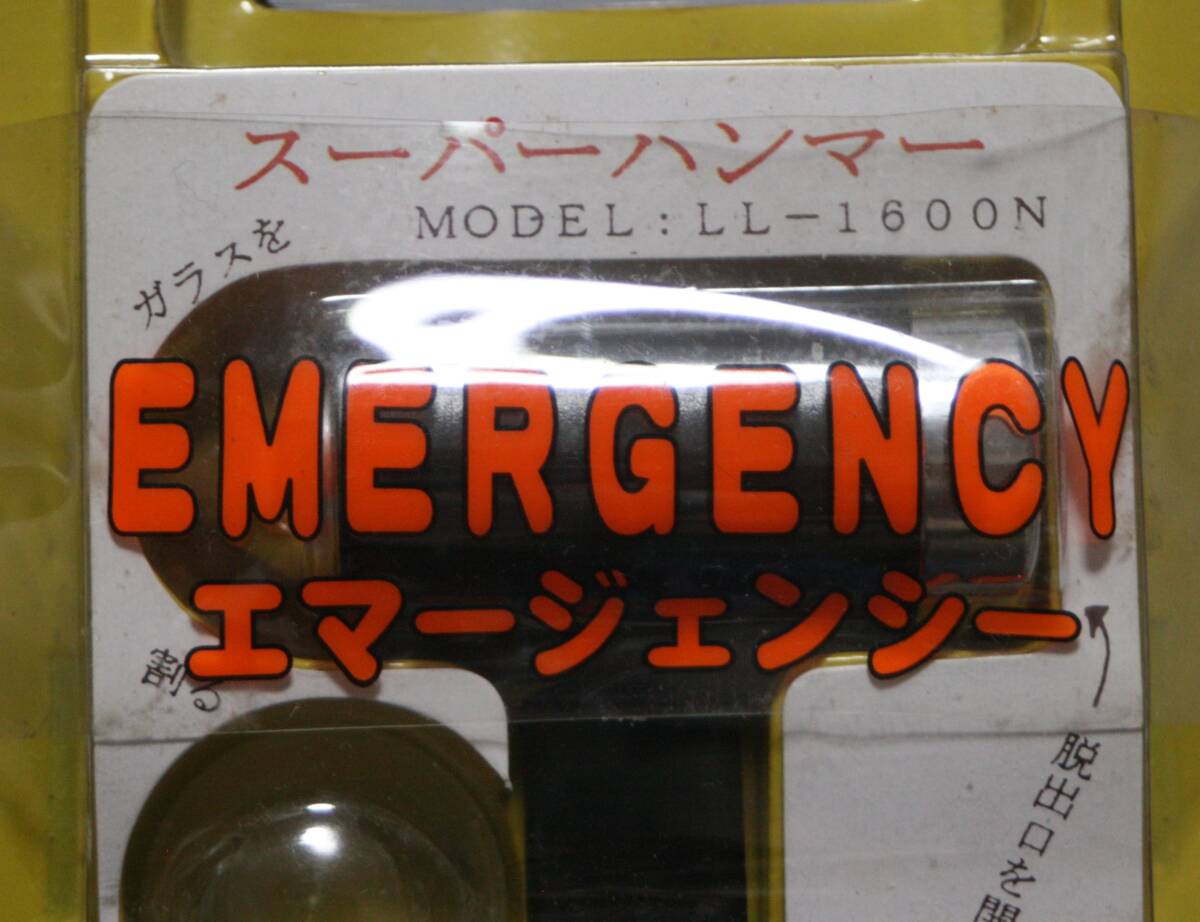 スーパーハンマー
MODEL:LL-1600N
ガラスを
EMERGENCY
エマージェンシー
割る
脱出口を開